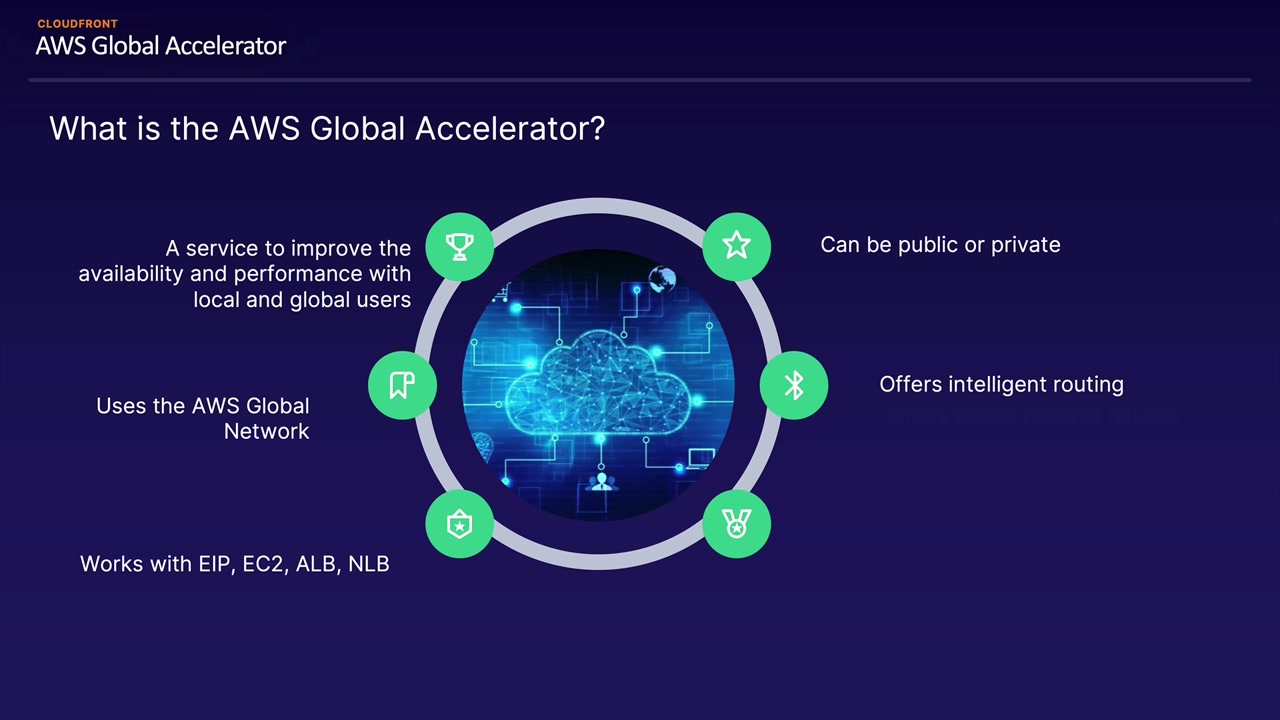 CLOUDFRONT
AWS Global Accelerator
What is the AWS Global Accelerator?
A service to improve the
availability and performance with
local and global users
Uses the AWS Global
Network
Works with EIP, EC2, ALB, NLB
Can be public or private
Offers intelligent routing